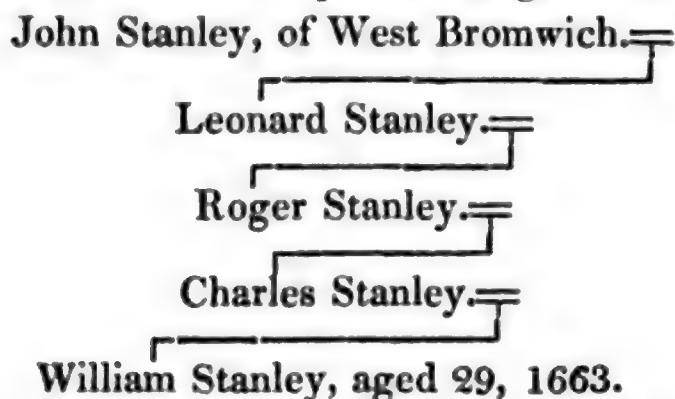 John Stanley, of West Bromwich.=
Leonard Stanley.=
Roger Stanley.=
Charles Stanley.=
William Stanley, aged 29, 1663.